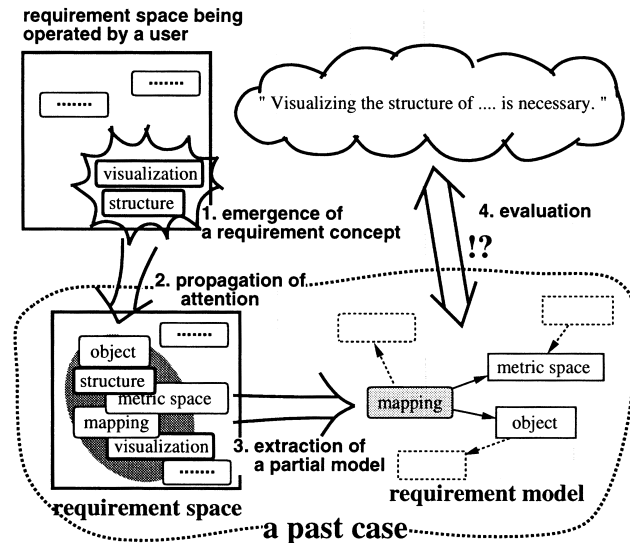 requirement space being
operated by a user
........
........
visualization
structure
" Visualizing the structure of .... is necessary. "
1. emergence of
a requirement concept
4. evaluation
!?
2. propagation of
attention
........
object
structure
metric space
mapping
visualization
........
3. extraction of
a partial model
requirement space
mapping
metric space
object
requirement model
a past case